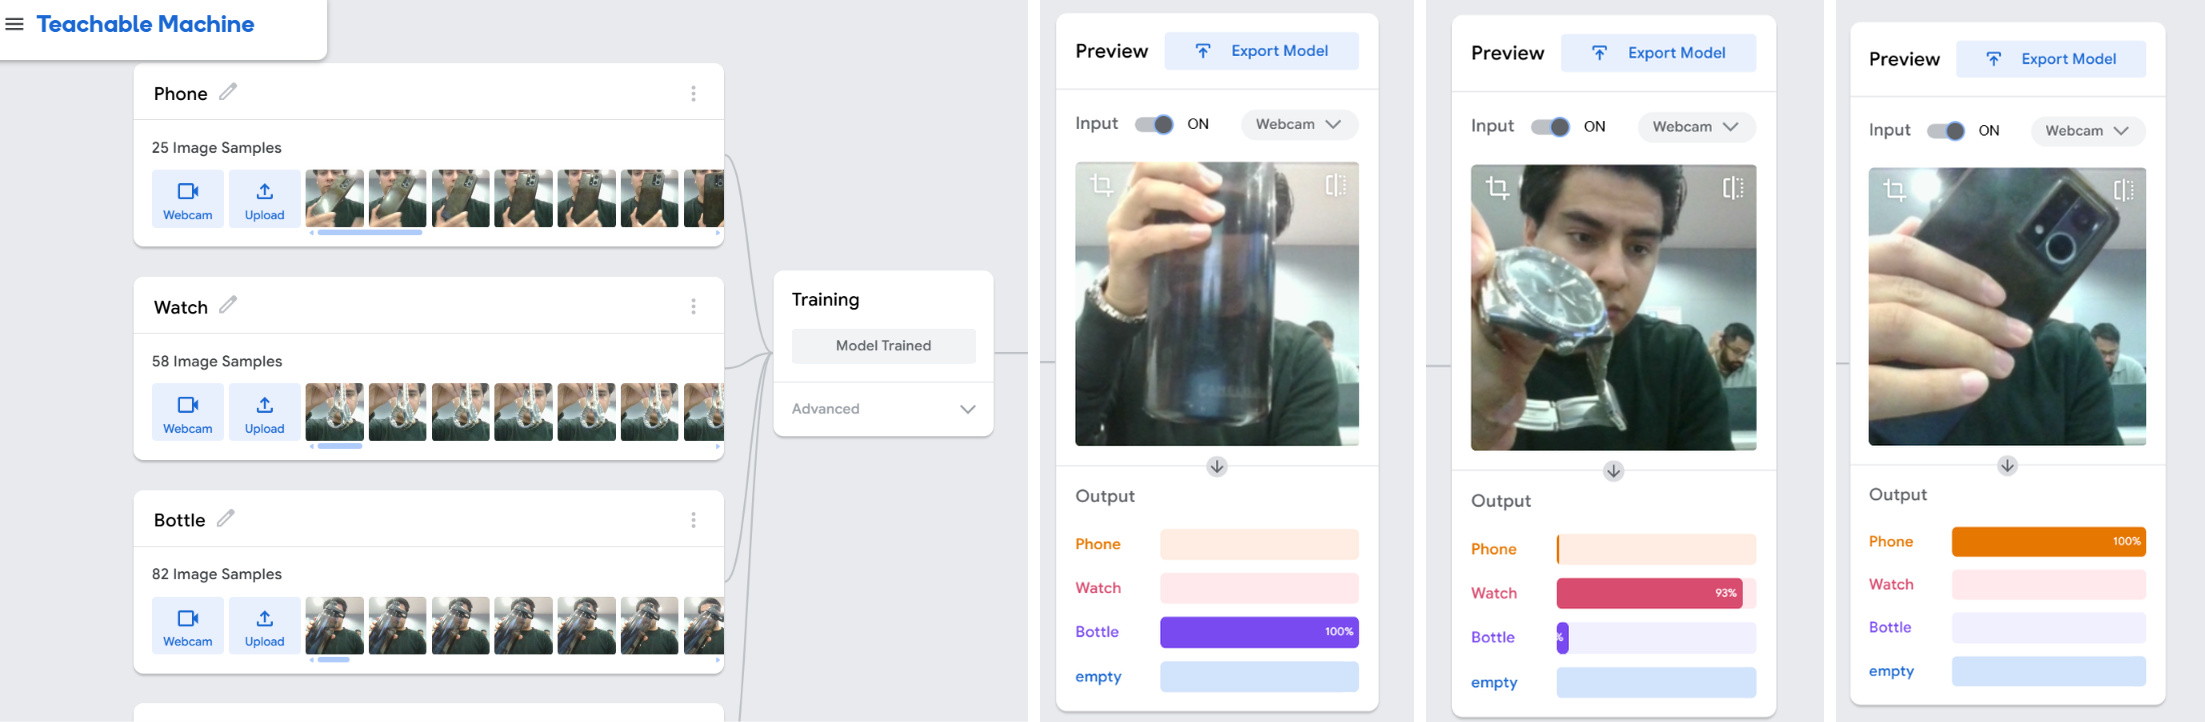 Teachable Machine
Phone
25 Image Samples
Webcam
Upload
Watch
58 Image Samples
Webcam
Upload
Bottle
82 Image Samples
Webcam
Upload
Training
Model Trained
Advanced
Preview
Export Model
Input
ON
Webcam
Output
Phone
Watch
Bottle
100%
empty
Preview
Export Model
Input
ON
Webcam
Output
Phone
Watch
93%
Bottle
%
empty
Preview
Export Model
Input
ON
Webcam
Output
Phone
100%
Watch
Bottle
empty